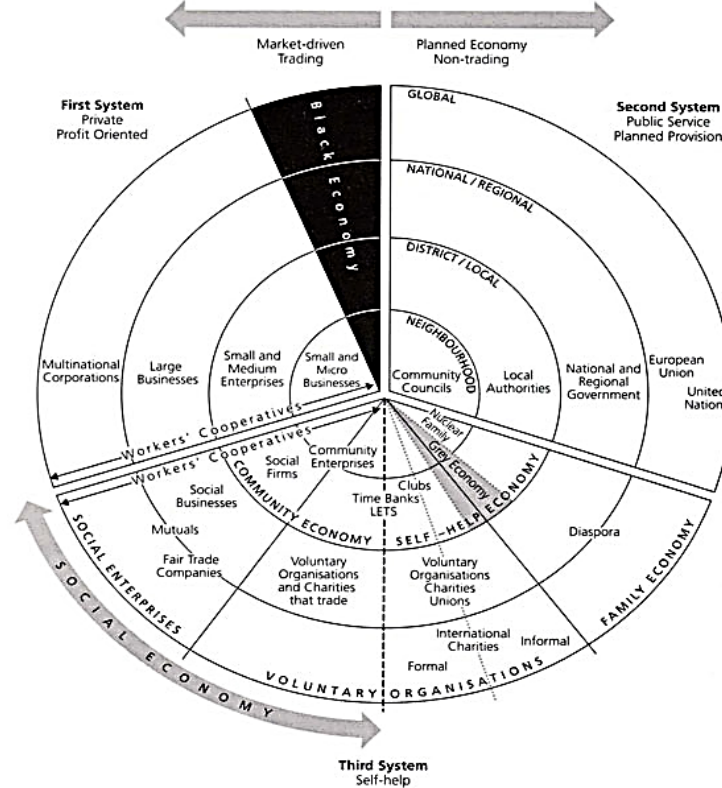 Market-driven
Trading
Planned Economy
Non-trading
First System
Private
Profit Oriented
Second System
Public Service
Planned Provision
Black Economy
GLOBAL
NATIONAL / REGIONAL
DISTRICT / LOCAL
NEIGHBOURHOOD
Multinational
Corporations
Large
Businesses
Small and
Medium
Enterprises
Small and
Micro
Businesses
Community
Councils
Local
Authorities
National and
Regional
Government
European
Union
United
Nation
Workers' Cooperatives
Workers' Cooperatives
Nuclear
Family
Grey Economy
Community
Enterprises
Social
Firms
Social
Businesses
Mutuals
Fair Trade
Companies
Clubs
Time Banks
LETS
COMMUNITY ECONOMY
SELF-HELP ECONOMY
Diaspora
Voluntary
Organisations
and Charities
that trade
Voluntary
Organisations
Charities
Unions
International
Charities
Informal
Formal
SOCIAL ENTERPRISES
VOLUNTARY ORGANISATIONS
FAMILY ECONOMY
SOCIAL ECONOMY
Third System
Self-help